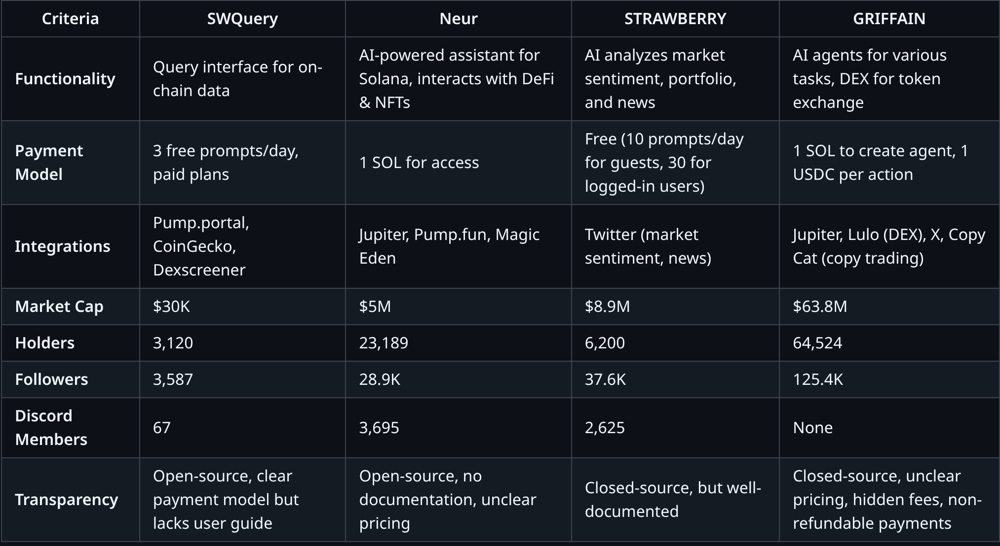 Criteria
SWQuery
Neur
STRAWBERRY
GRIFFAIN
Functionality
Query interface for on-
chain data
AI-powered assistant for
Solana, interacts with DeFi
& NFTs
AI analyzes market
sentiment, portfolio,
and news
AI agents for various
tasks, DEX for token
exchange
Payment
Model
3 free prompts/day,
paid plans
1 SOL for access
Free (10 prompts/day
for guests, 30 for
logged-in users)
1 SOL to create agent, 1
USDC per action
Integrations
Pump.portal,
CoinGecko,
Dexscreener
Jupiter, Pump.fun, Magic
Eden
Twitter (market
sentiment, news)
Jupiter, Lulo (DEX), X, Copy
Cat (copy trading)
Market Cap
$30K
$5M
$8.9M
$63.8M
Holders
3,120
23,189
6,200
64,524
Followers
3,587
28.9K
37.6K
125.4K
Discord
Members
67
3,695
2,625
None
Transparency
Open-source, clear
payment model but
lacks user guide
Open-source, no
documentation, unclear
pricing
Closed-source, but well-
documented
Closed-source, unclear
pricing, hidden fees, non-
refundable payments